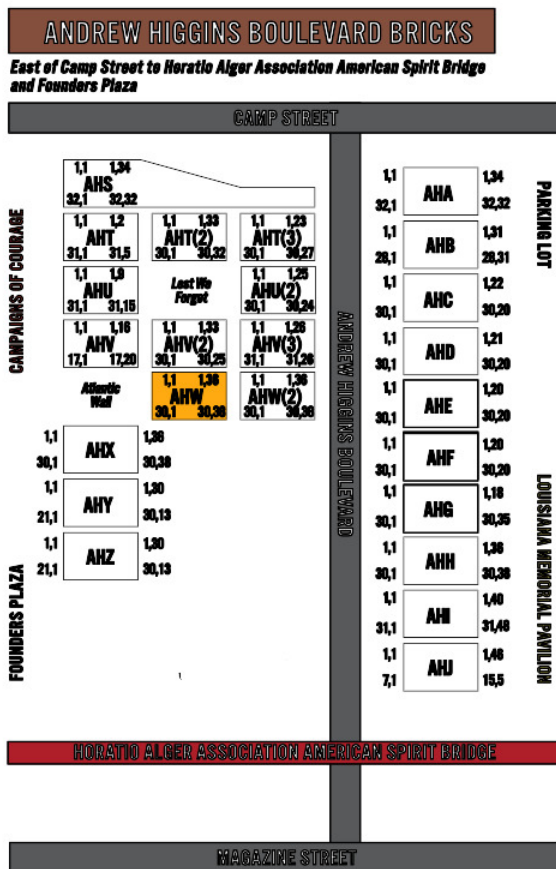 ANDREW HIGGINS BOULEVARD BRICKS
East of Camp Street to Horatio Alger Association American Spirit Bridge
and Founders Plaza
CAMP STREET
CAMPAIGNS OF COURAGE
FOUNDERS PLAZA
1,1 1,34
AHS
32,1 32,32
1,1 1,2
AHT
31,1 31,5
1,1 1,33
AHT(2)
30,1 30,32
1,1 1,23
AHT(3)
30,1 30,27
1,1 1,9
AHU
31,1 31,15
Lest We
Forget
1,1 1,25
AHU(2)
30,1 30,24
1,1 1,16
AHV
17,1 17,20
1,1 1,33
AHV(2)
30,1 30,25
1,1 1,26
AHV(3)
31,1 31,26
Atlantic
Wall
1,1 1,36
AHW
30,1 30,38
1,1 1,36
AHW(2)
30,1 30,38
1,1 1,36
AHX
30,1 30,38
1,1 1,30
AHY
21,1 30,13
1,1 1,30
AHZ
21,1 30,13
ANDREW HIGGINS BOULEVARD
1,1 1,34
AHA
32,1 32,32
1,1 1,31
AHB
28,1 28,31
1,1 1,22
AHC
30,1 30,20
1,1 1,21
AHD
30,1 30,20
1,1 1,20
AHE
30,1 30,20
1,1 1,20
AHF
30,1 30,20
1,1 1,18
AHG
30,1 30,35
1,1 1,36
AHH
30,1 30,38
1,1 1,40
AHI
31,1 31,48
1,1 1,46
AHJ
7,1 15,5
PARKING LOT
LOUISIANA MEMORIAL PAVILION
HORATIO ALGER ASSOCIATION AMERICAN SPIRIT BRIDGE
MAGAZINE STREET